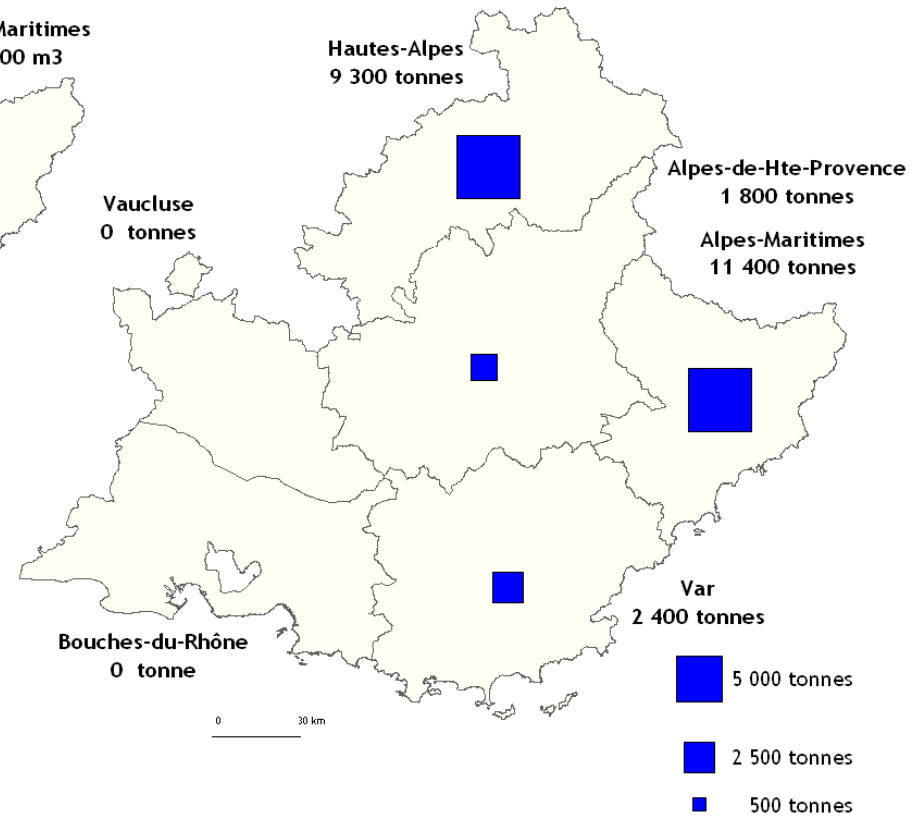 Maritimes
00 m3
Hautes-Alpes
9 300 tonnes
Alpes-de-Hte-Provence
1 800 tonnes
Vaucluse
0 tonnes
Alpes-Maritimes
11 400 tonnes
Var
2 400 tonnes
Bouches-du-Rhône
0 tonne
5 000 tonnes
0 30 km
2 500 tonnes
500 tonnes